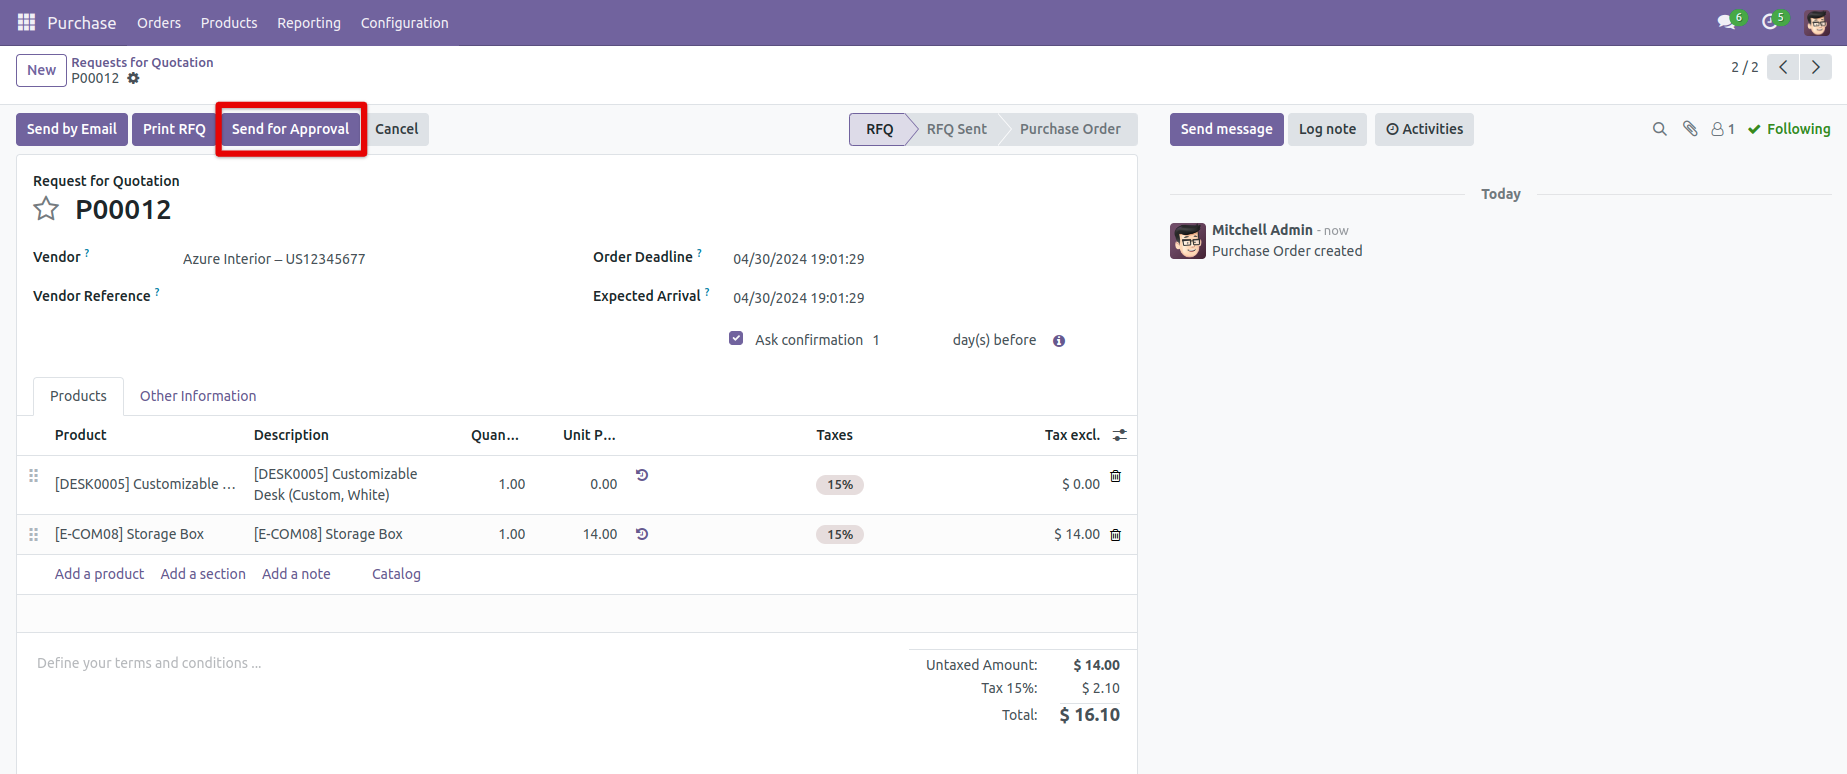 Purchase Orders Products Reporting Configuration 6 5
New Requests for Quotation
P00012
2 / 2
Send by Email Print RFQ Send for Approval Cancel RFQ RFQ Sent Purchase Order Send message Log note Activities 1 Following
Request for Quotation
P00012
Vendor ? Azure Interior – US12345677 Order Deadline ? 04/30/2024 19:01:29
Vendor Reference ? Expected Arrival ? 04/30/2024 19:01:29
Ask confirmation 1 day(s) before
Today
Mitchell Admin - now
Purchase Order created
Products Other Information
Product Description Quan... Unit P... Taxes Tax excl.
[DESK0005] Customizable ... [DESK0005] Customizable
Desk (Custom, White) 1.00 0.00 15% $ 0.00
[E-COM08] Storage Box [E-COM08] Storage Box 1.00 14.00 15% $ 14.00
Add a product Add a section Add a note Catalog
Define your terms and conditions ...
Untaxed Amount: $ 14.00
Tax 15%: $ 2.10
Total: $ 16.10